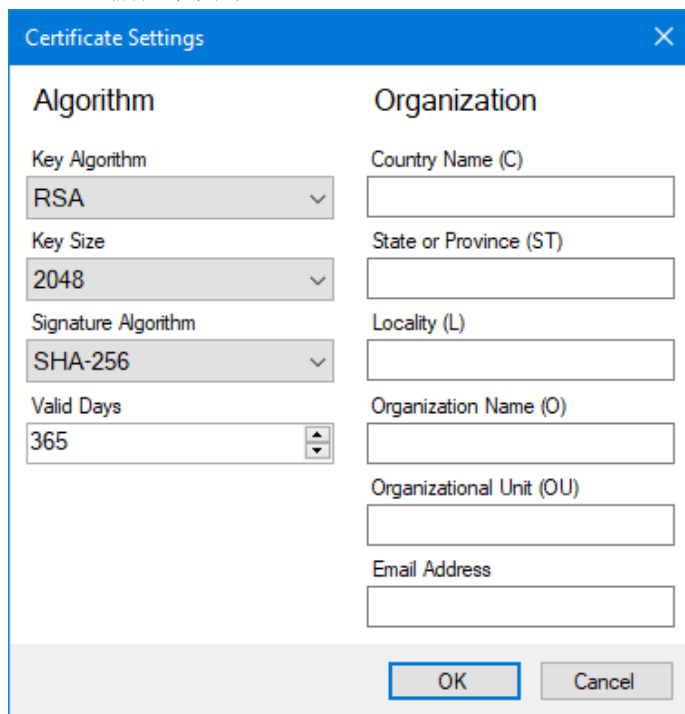 Certificate Settings
Algorithm
Key Algorithm
RSA
Key Size
2048
Signature Algorithm
SHA-256
Valid Days
365
Organization
Country Name (C)
State or Province (ST)
Locality (L)
Organization Name (O)
Organizational Unit (OU)
Email Address
OK
Cancel